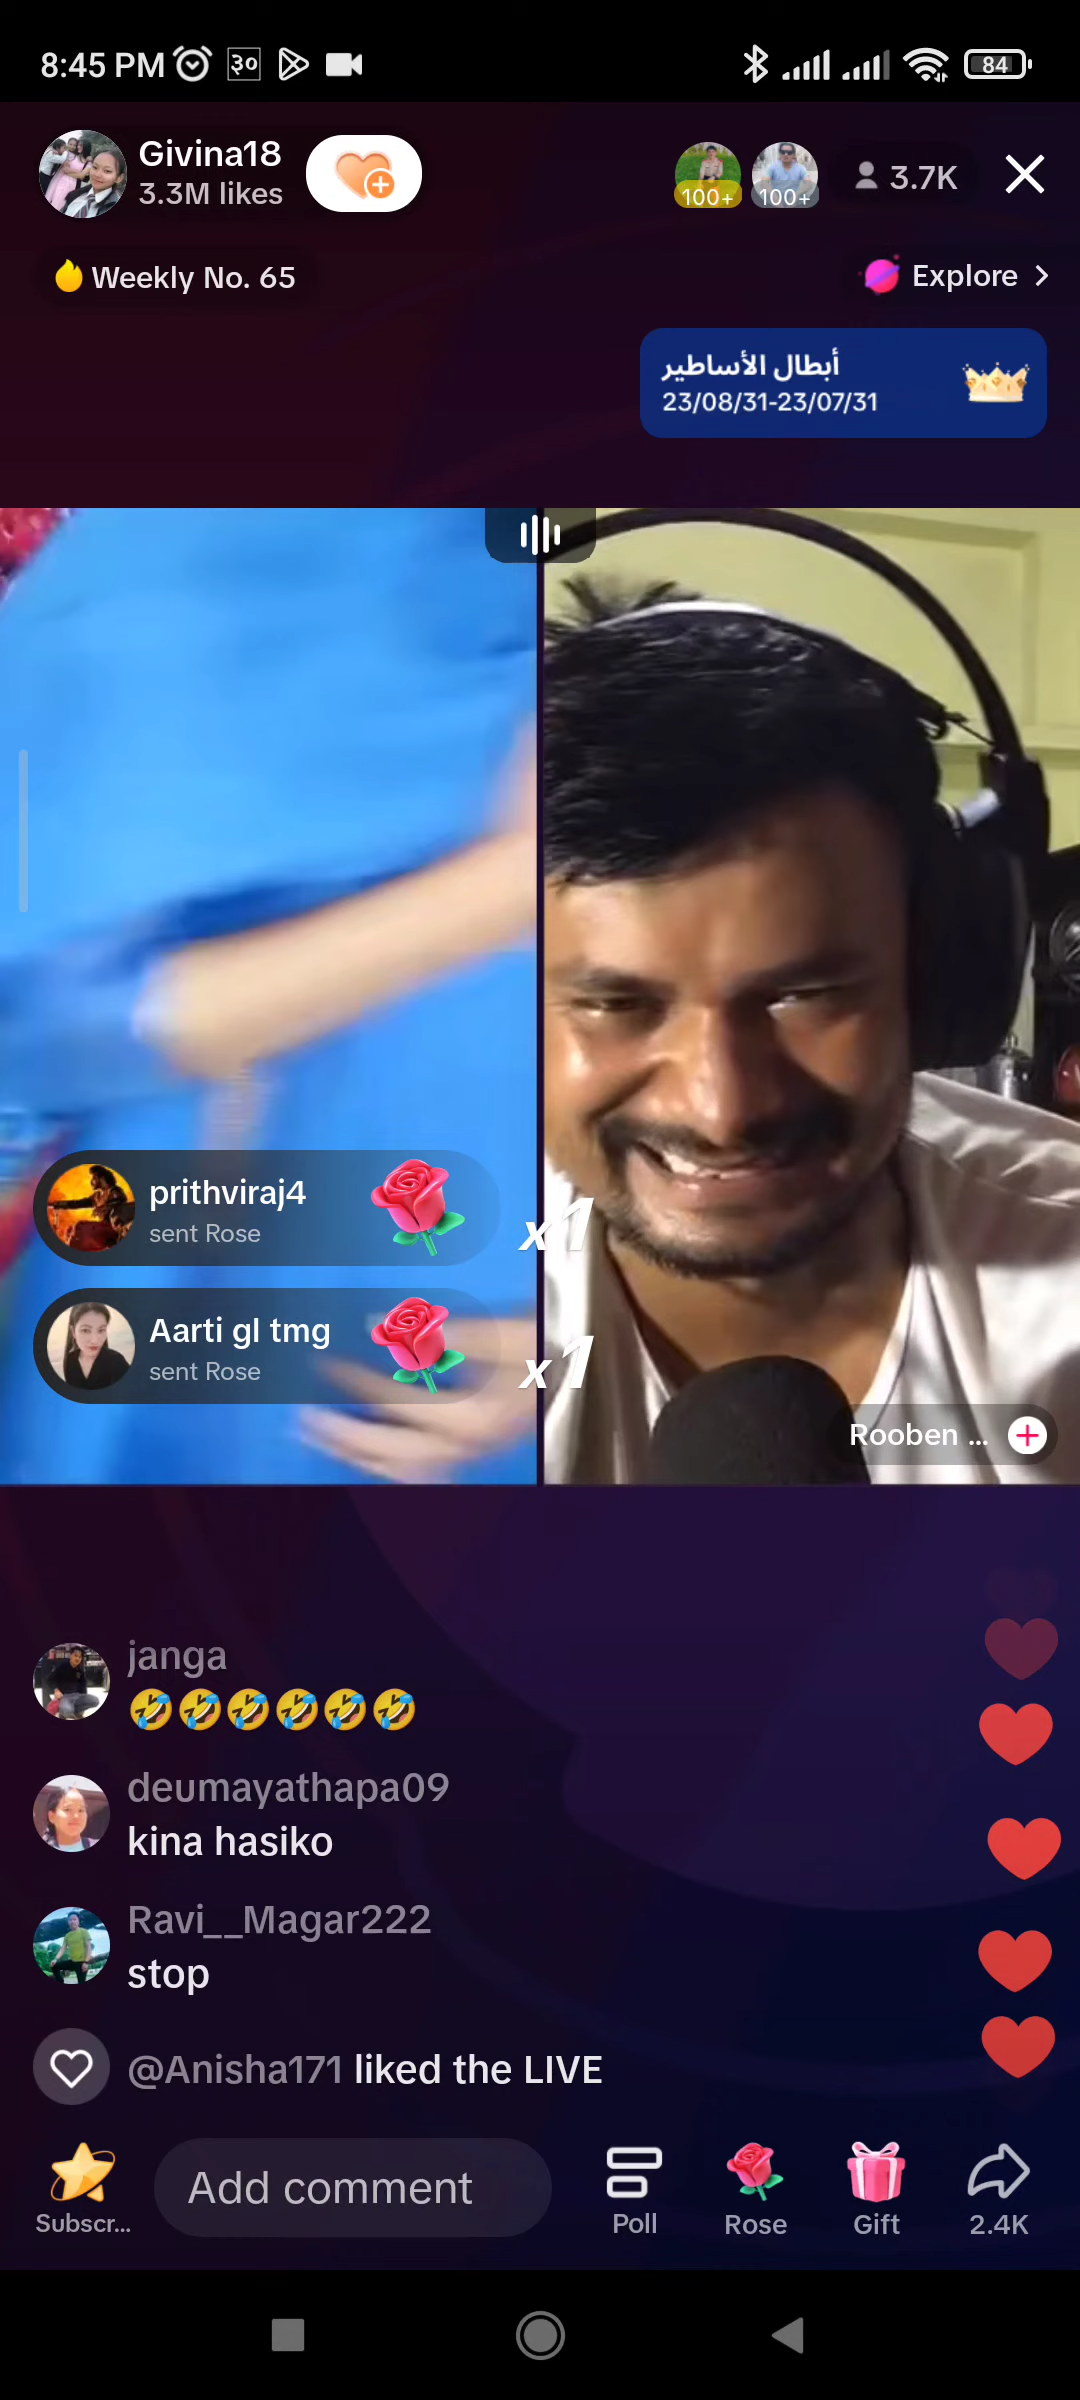 8:45 PM
३०
84
Givina18
3.3M likes
100+
100+
3.7K
Weekly No. 65
Explore
أبطال الأساطير
23/08/31-23/07/31
prithviraj4
sent Rose
x1
Aarti gl tmg
sent Rose
x1
Rooben ...
janga
🤣🤣🤣🤣🤣🤣
deumayathapa09
kina hasiko
Ravi__Magar222
stop
@Anisha171 liked the LIVE
Subscr...
Add comment
Poll
Rose
Gift
2.4K